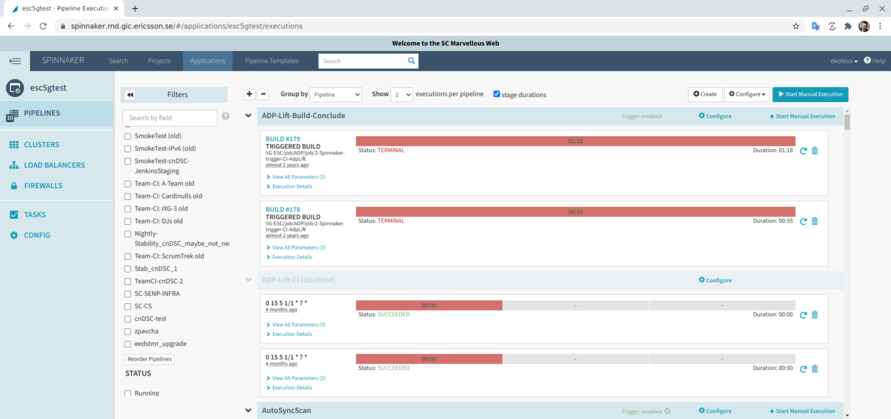 esc5gtest - Pipeline Executio
spinnaker.rnd.gic.ericsson.se/#/applications/esc5gtest/executions
Welcome to the SC Marvellous Web
SPINNAKER
Search
Projects
Applications
Pipeline Templates
Search
ekoteva
Help
esc5gtest
10
PIPELINES
CLUSTERS
LOAD BALANCERS
FIREWALLS
TASKS
CONFIG
Filters
Search by field
SmokeTest (old)
SmokeTest-IPv6 (old)
SmokeTest-cnDSC-
JenkinsStaging
Team-CI: A-Team old
Team-CI: Cardinulls old
Team-CI: IXG-3 old
Team-CI: DJs old
Nightly-
Stability_cnDSC_maybe_not_ne
Team-CI: ScrumTrek old
Stab_cnDSC_1
TeamCI-cnDSC-2
SC-SENP-INFRA
SC-CS
cnDSC-test
zpavcha
eedstmr_upgrade
Reorder Pipelines
STATUS
Running
Group by Pipeline
Show 2 executions per pipeline
stage durations
Create
Configure
Start Manual Execution
ADP-Lift-Build-Conclude
Trigger: enabled
Configure
Start Manual Execution
BUILD #179
TRIGGERED BUILD
5G-ESC/job/ADP/job/2-Spinnaker-
trigger-CI-AdpLift
almost 2 years ago
View All Parameters (3)
Execution Details
01:18
Status: TERMINAL
Duration: 01:18
BUILD #178
TRIGGERED BUILD
5G-ESC/job/ADP/job/2-Spinnaker-
trigger-CI-AdpLift
almost 2 years ago
View All Parameters (3)
Execution Details
00:55
Status: TERMINAL
Duration: 00:55
ADP-Lift-CI (disabled)
Configure
0 15 5 1/1 * ? *
4 months ago
View All Parameters (3)
Execution Details
00:00
-
-
Status: SUCCEEDED
Duration: 00:00
0 15 5 1/1 * ? *
4 months ago
View All Parameters (3)
Execution Details
00:00
-
-
Status: SUCCEEDED
Duration: 00:00
AutoSyncScan
Trigger: enabled
Configure
Start Manual Execution